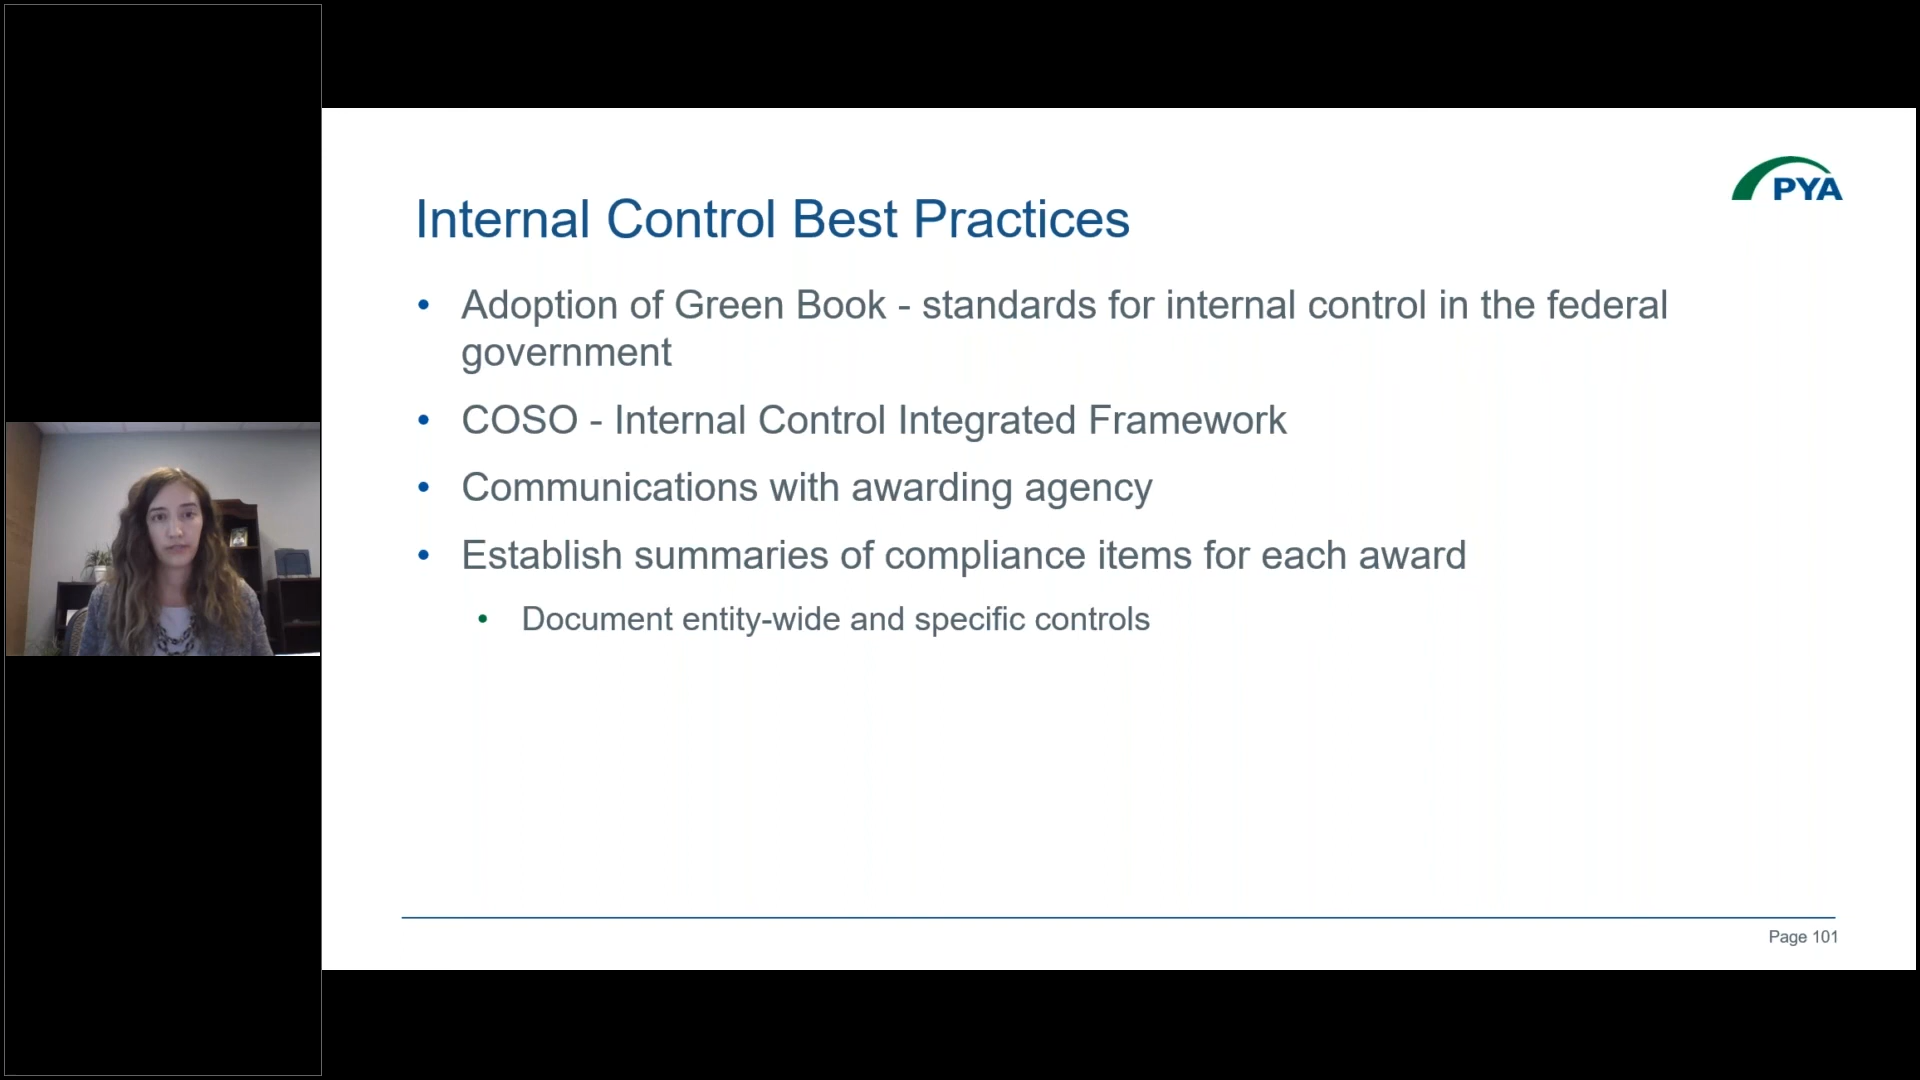 PYA
Internal Control Best Practices
• Adoption of Green Book - standards for internal control in the federal
government
• COSO - Internal Control Integrated Framework
• Communications with awarding agency
• Establish summaries of compliance items for each award
• Document entity-wide and specific controls
Page 101